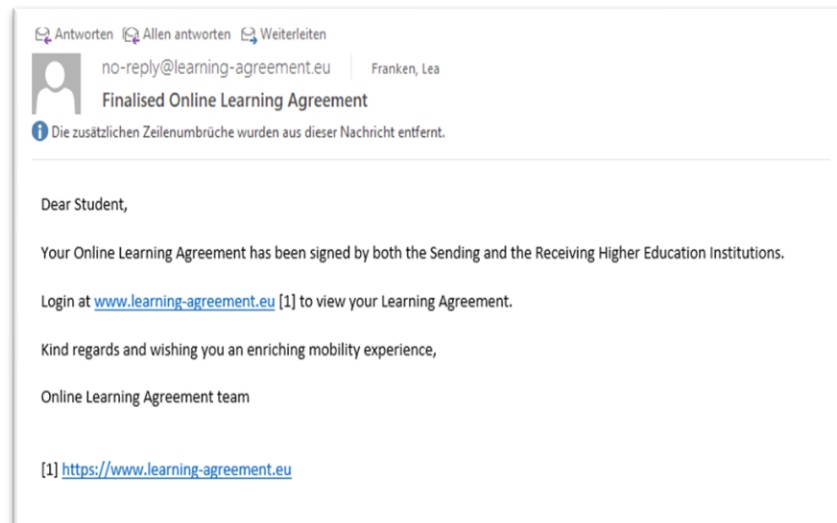 Antworten Allen antworten Weiterleiten
no-reply@learning-agreement.eu Franken, Lea
Finalised Online Learning Agreement
Die zusätzlichen Zeilenumbrüche wurden aus dieser Nachricht entfernt.
Dear Student,
Your Online Learning Agreement has been signed by both the Sending and the Receiving Higher Education Institutions.
Login at www.learning-agreement.eu [1] to view your Learning Agreement.
Kind regards and wishing you an enriching mobility experience,
Online Learning Agreement team
[1] https://www.learning-agreement.eu